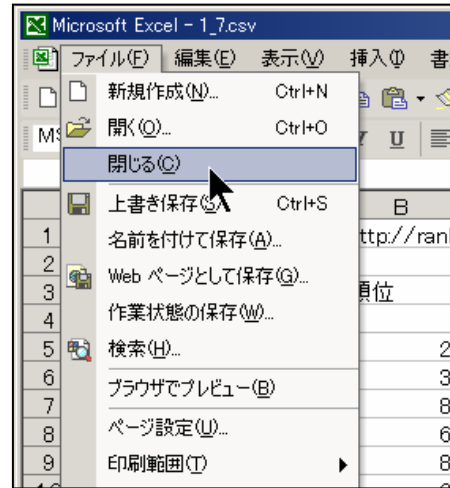 Microsoft Excel - 1_7.csv
ファイル(F) 編集(E) 表示(V) 挿入(I) 書
新規作成(N)... Ctrl+N
開く(O)... Ctrl+O
U
閉じる(C)
上書き保存(S) Ctrl+S
B
名前を付けて保存(A)...
1 ttp://ranl
Web ページとして保存(G)...
2
3 順位
作業状態の保存(W)...
4
検索(H)...
5 2
ブラウザでプレビュー(B)
6 3
7 8
ページ設定(U)...
8 6
印刷範囲(T)
9 8